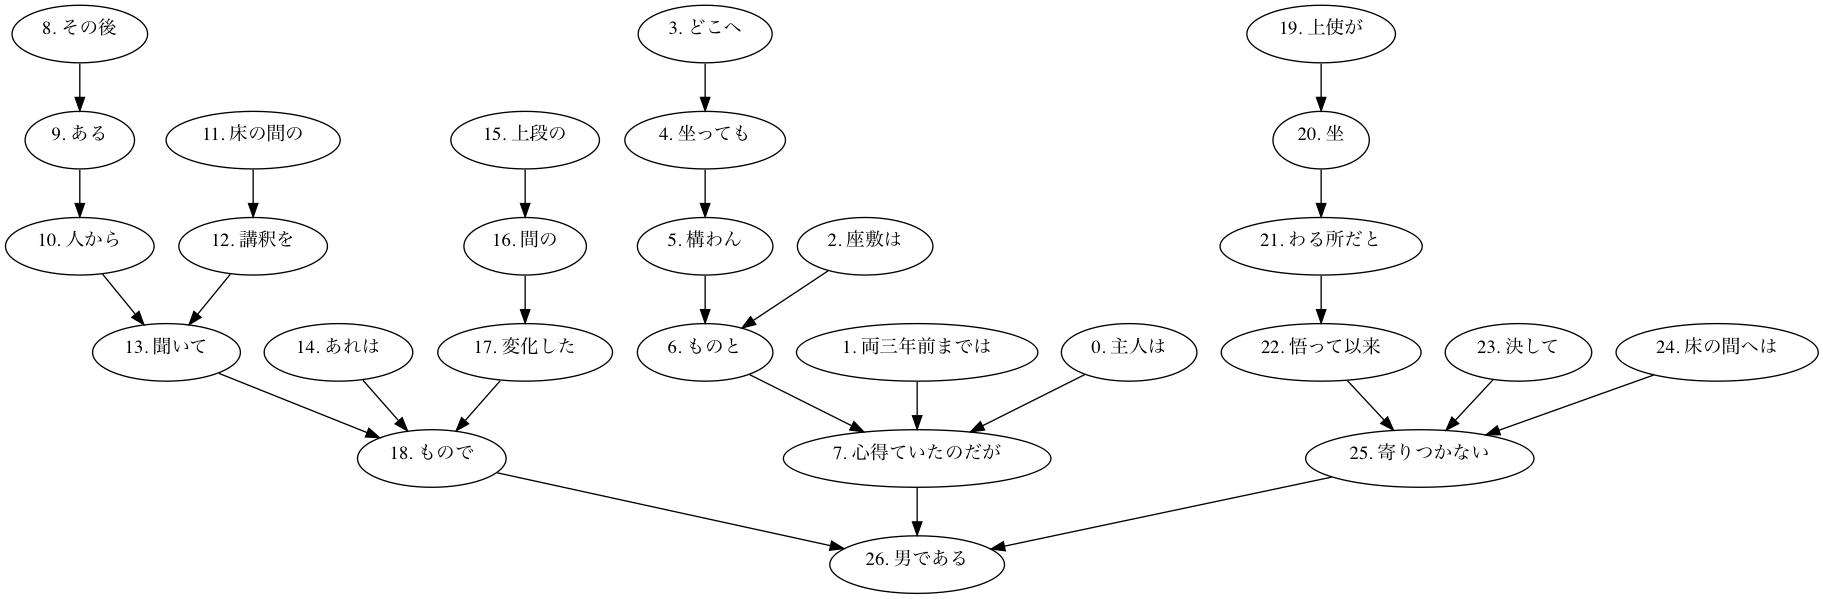 8. その後
3. どこへ
19. 上使が
9. ある
11. 床の間の
15. 上段の
4. 坐っても
20. 坐
10. 人から
12. 講釈を
16. 間の
5. 構わん
2. 座敷は
21. わる所だと
13. 聞いて
14. あれは
17. 変化した
6. ものと
1. 両三年前までは
0. 主人は
22. 悟って以来
23. 決して
24. 床の間へは
18. もので
7. 心得ていたのだが
25. 寄りつかない
26. 男である